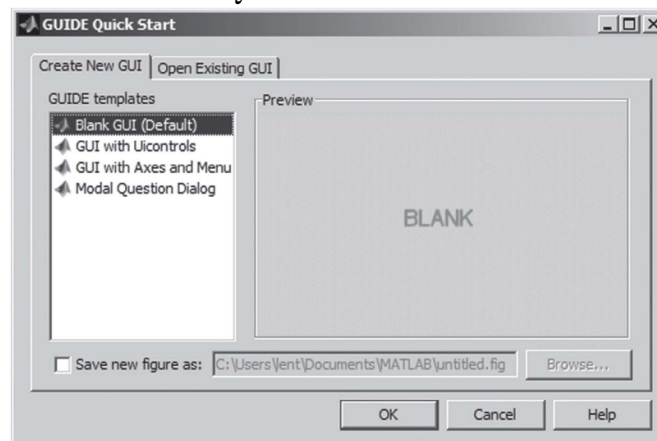 GUIDE Quick Start
Create New GUI
Open Existing GUI
GUIDE templates
Preview
Blank GUI (Default)
GUI with Uicontrols
GUI with Axes and Menu
Modal Question Dialog
BLANK
Save new figure as:
C:\Users\lent\Documents\MATLAB\untitled.fig
Browse...
OK
Cancel
Help